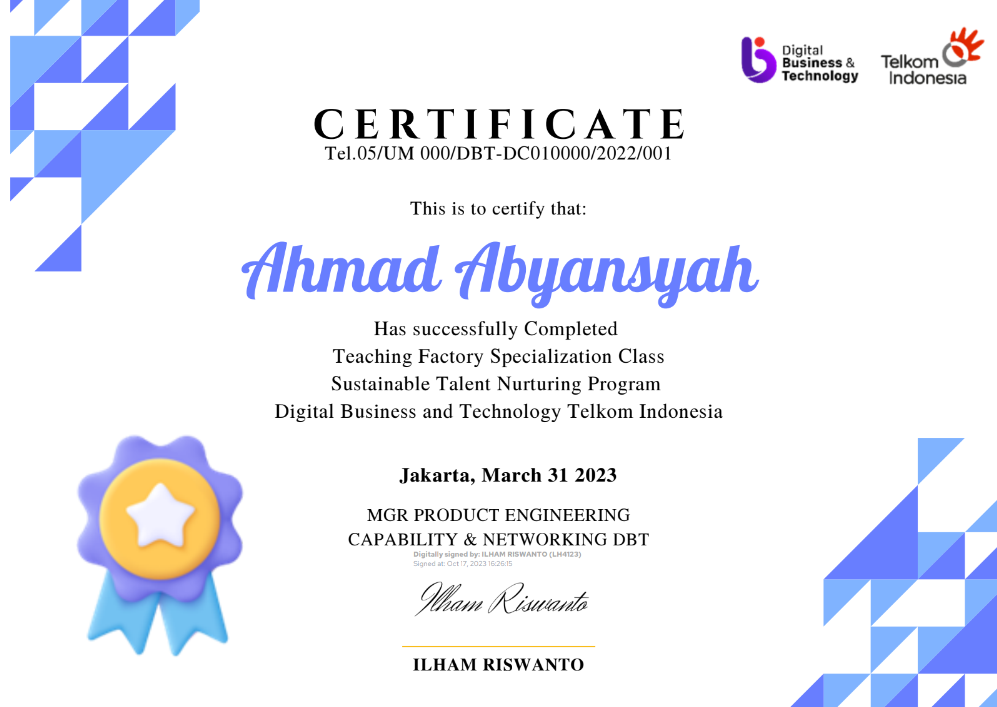 Digital
Business &
Technology
Telkom
Indonesia
CERTIFICATE
Tel.05/UM 000/DBT-DC010000/2022/001
This is to certify that:
Ahmad Abyansyah
Has successfully Completed
Teaching Factory Specialization Class
Sustainable Talent Nurturing Program
Digital Business and Technology Telkom Indonesia
Jakarta, March 31 2023
MGR PRODUCT ENGINEERING
CAPABILITY & NETWORKING DBT
Digitally signed by: ILHAM RISWANTO (LH4123)
Signed at: Oct 17, 2023 16:26:15
Ilham Riswanto
ILHAM RISWANTO